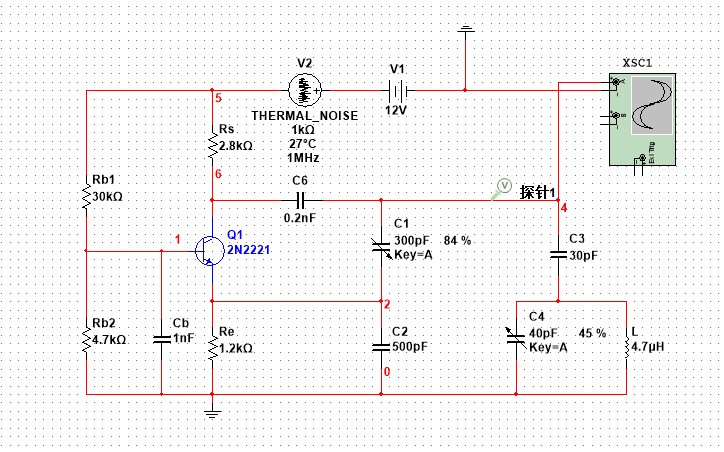 XSC1
V2
V1
A
B
Ext Trig
5
THERMAL_NOISE
12V
1kΩ
27°C
1MHz
Rs
2.8kΩ
6
Rb1
30kΩ
C6
0.2nF
V
探针1
4
C1
300pF 84 %
Key=A
1
Q1
2N2221
C3
30pF
2
Rb2
4.7kΩ
Cb
1nF
Re
1.2kΩ
C2
500pF
0
C4
40pF 45 %
Key=A
L
4.7μH